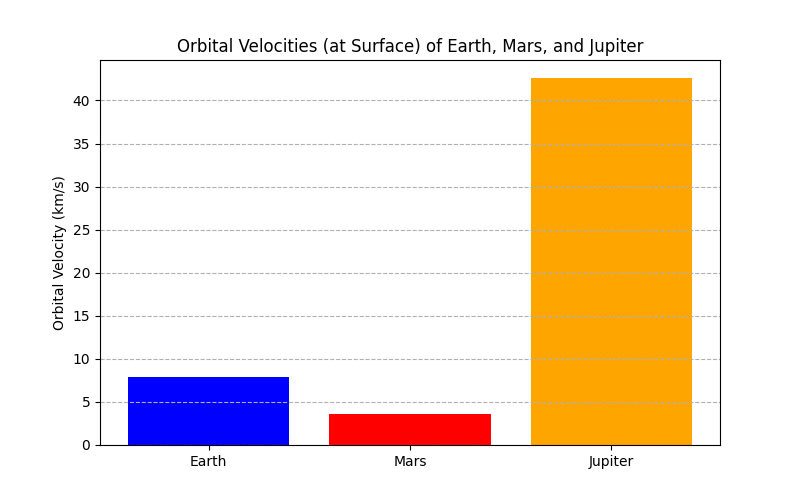 Orbital Velocities (at Surface) of Earth, Mars, and Jupiter
Orbital Velocity (km/s)
40
35
30
25
20
15
10
5
0
Earth
Mars
Jupiter